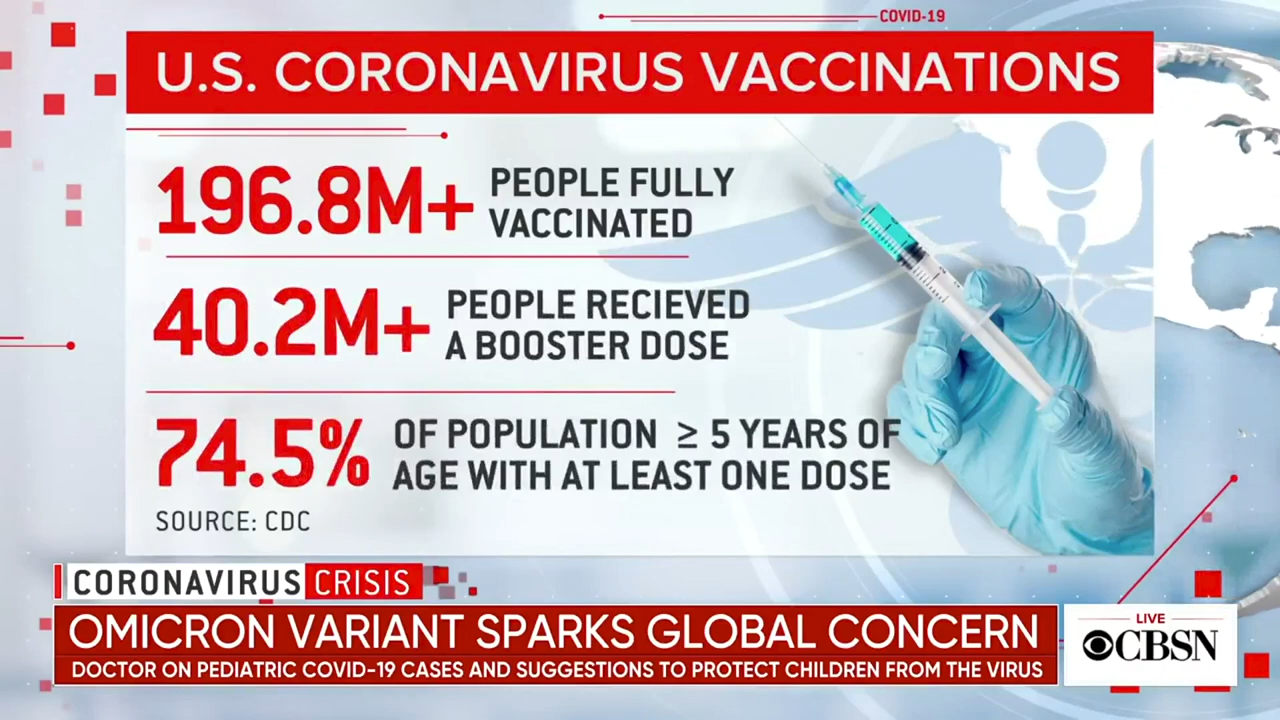 COVID-19
U.S. CORONAVIRUS VACCINATIONS
196.8M+ PEOPLE FULLY
VACCINATED
40.2M+ PEOPLE RECIEVED
A BOOSTER DOSE
74.5% OF POPULATION ≥ 5 YEARS OF
AGE WITH AT LEAST ONE DOSE
SOURCE: CDC
CORONAVIRUS CRISIS
OMICRON VARIANT SPARKS GLOBAL CONCERN
DOCTOR ON PEDIATRIC COVID-19 CASES AND SUGGESTIONS TO PROTECT CHILDREN FROM THE VIRUS
LIVE
CBSN